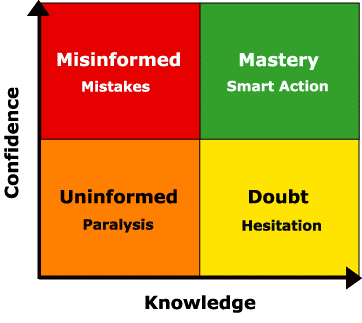 Misinformed
Mistakes
Mastery
Smart Action
Confidence
Uninformed
Paralysis
Doubt
Hesitation
Knowledge